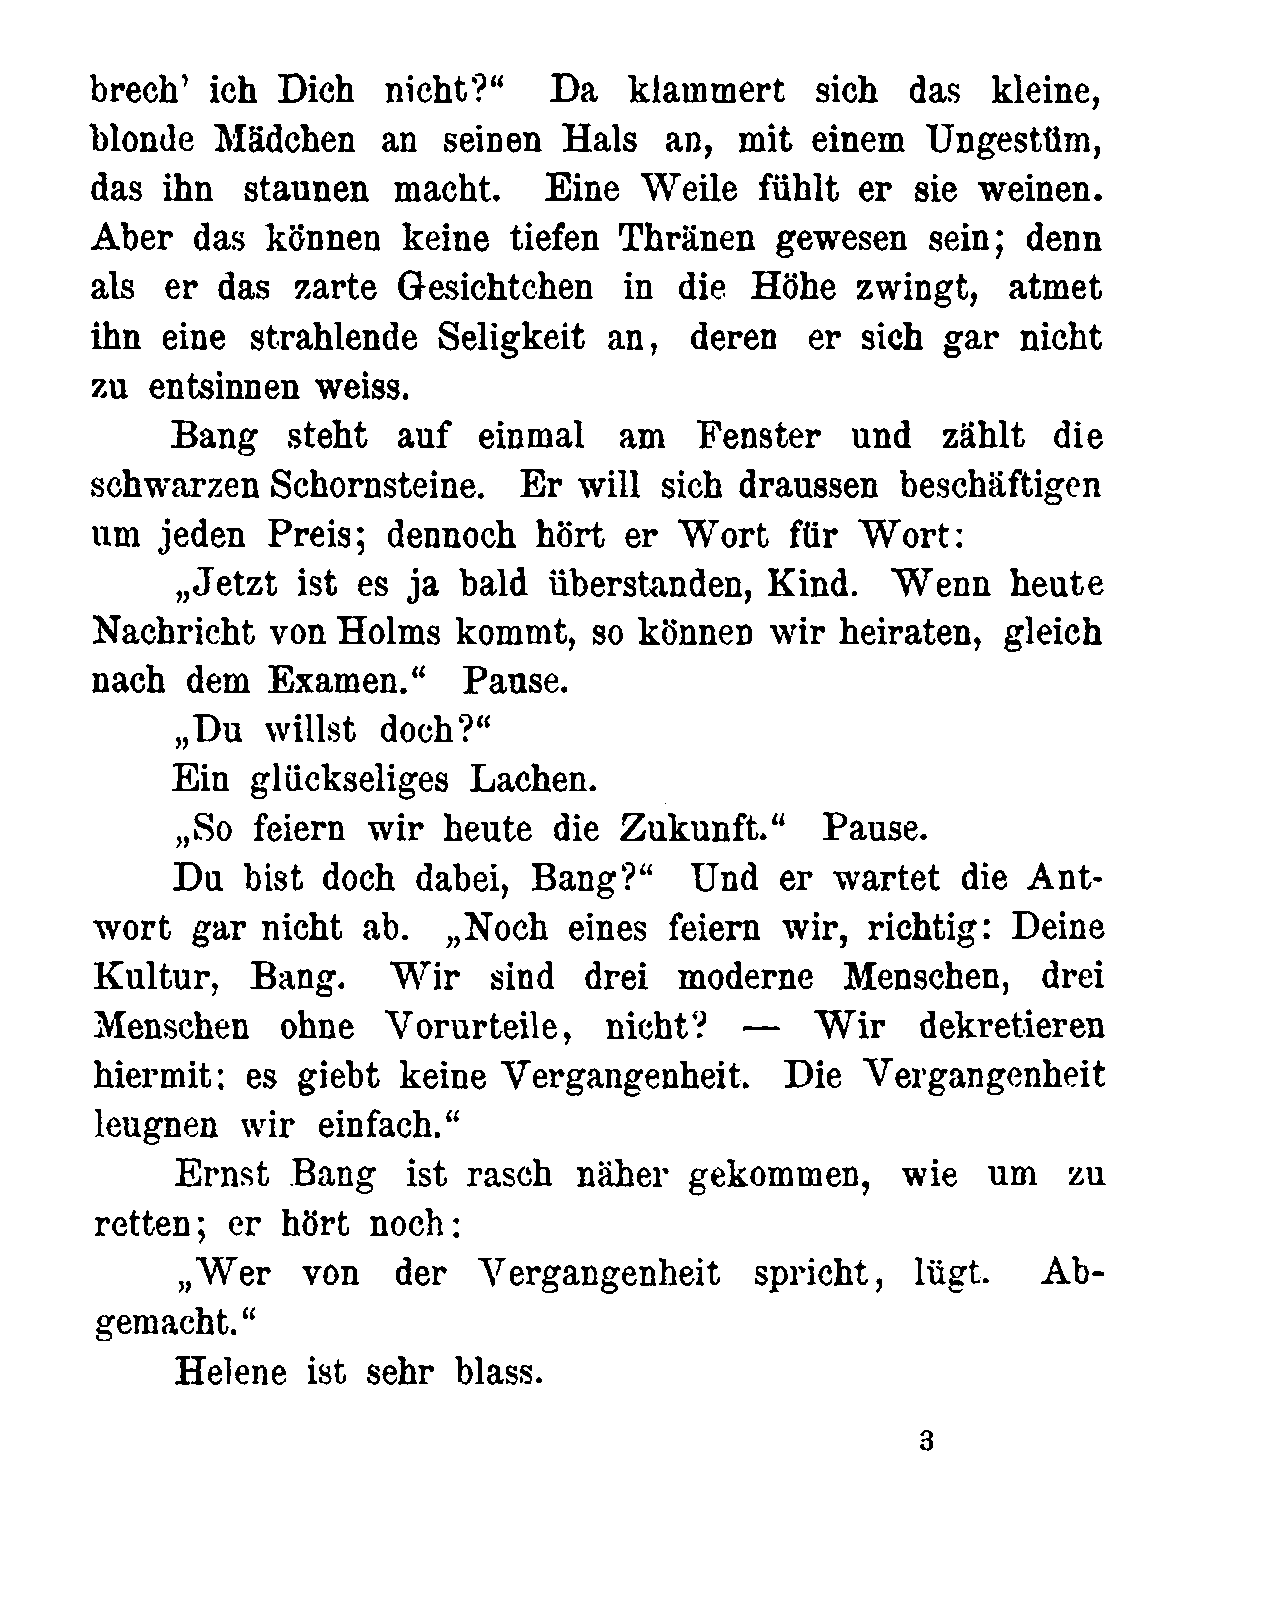 brech' ich Dich nicht?“ Da klammert sich das kleine,
blonde Mädchen an seinen Hals an, mit einem Ungestüm,
das ihn staunen macht. Eine Weile fühlt er sie weinen.
Aber das können keine tiefen Thränen gewesen sein; denn
als er das zarte Gesichtchen in die Höhe zwingt, atmet
ihn eine strahlende Seligkeit an, deren er sich gar nicht
zu entsinnen weiss.
Bang steht auf einmal am Fenster und zählt die
schwarzen Schornsteine. Er will sich draussen beschäftigen
um jeden Preis; dennoch hört er Wort für Wort:
„Jetzt ist es ja bald überstanden, Kind. Wenn heute
Nachricht von Holms kommt, so können wir heiraten, gleich
nach dem Examen.“ Pause.
„Du willst doch?“
Ein glückseliges Lachen.
„So feiern wir heute die Zukunft.“ Pause.
Du bist doch dabei, Bang?“ Und er wartet die Ant-
wort gar nicht ab. „Noch eines feiern wir, richtig: Deine
Kultur, Bang. Wir sind drei moderne Menschen, drei
Menschen ohne Vorurteile, nicht? — Wir dekretieren
hiermit: es giebt keine Vergangenheit. Die Vergangenheit
leugnen wir einfach.“
Ernst Bang ist rasch näher gekommen, wie um zu
retten; er hört noch:
„Wer von der Vergangenheit spricht, lügt. Ab-
gemacht.“
Helene ist sehr blass.
3